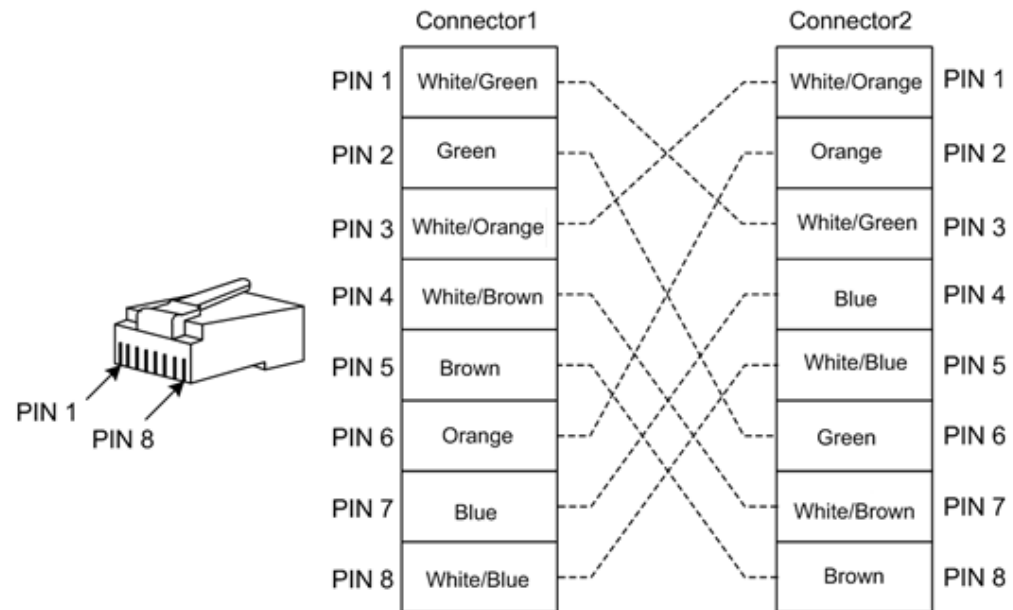 Connector1 Connector2
PIN 1 White/Green White/Orange PIN 1
PIN 2 Green Orange PIN 2
PIN 3 White/Orange White/Green PIN 3
PIN 4 White/Brown Blue PIN 4
PIN 5 Brown White/Blue PIN 5
PIN 6 Orange Green PIN 6
PIN 7 Blue White/Brown PIN 7
PIN 8 White/Blue Brown PIN 8
PIN 1
PIN 8